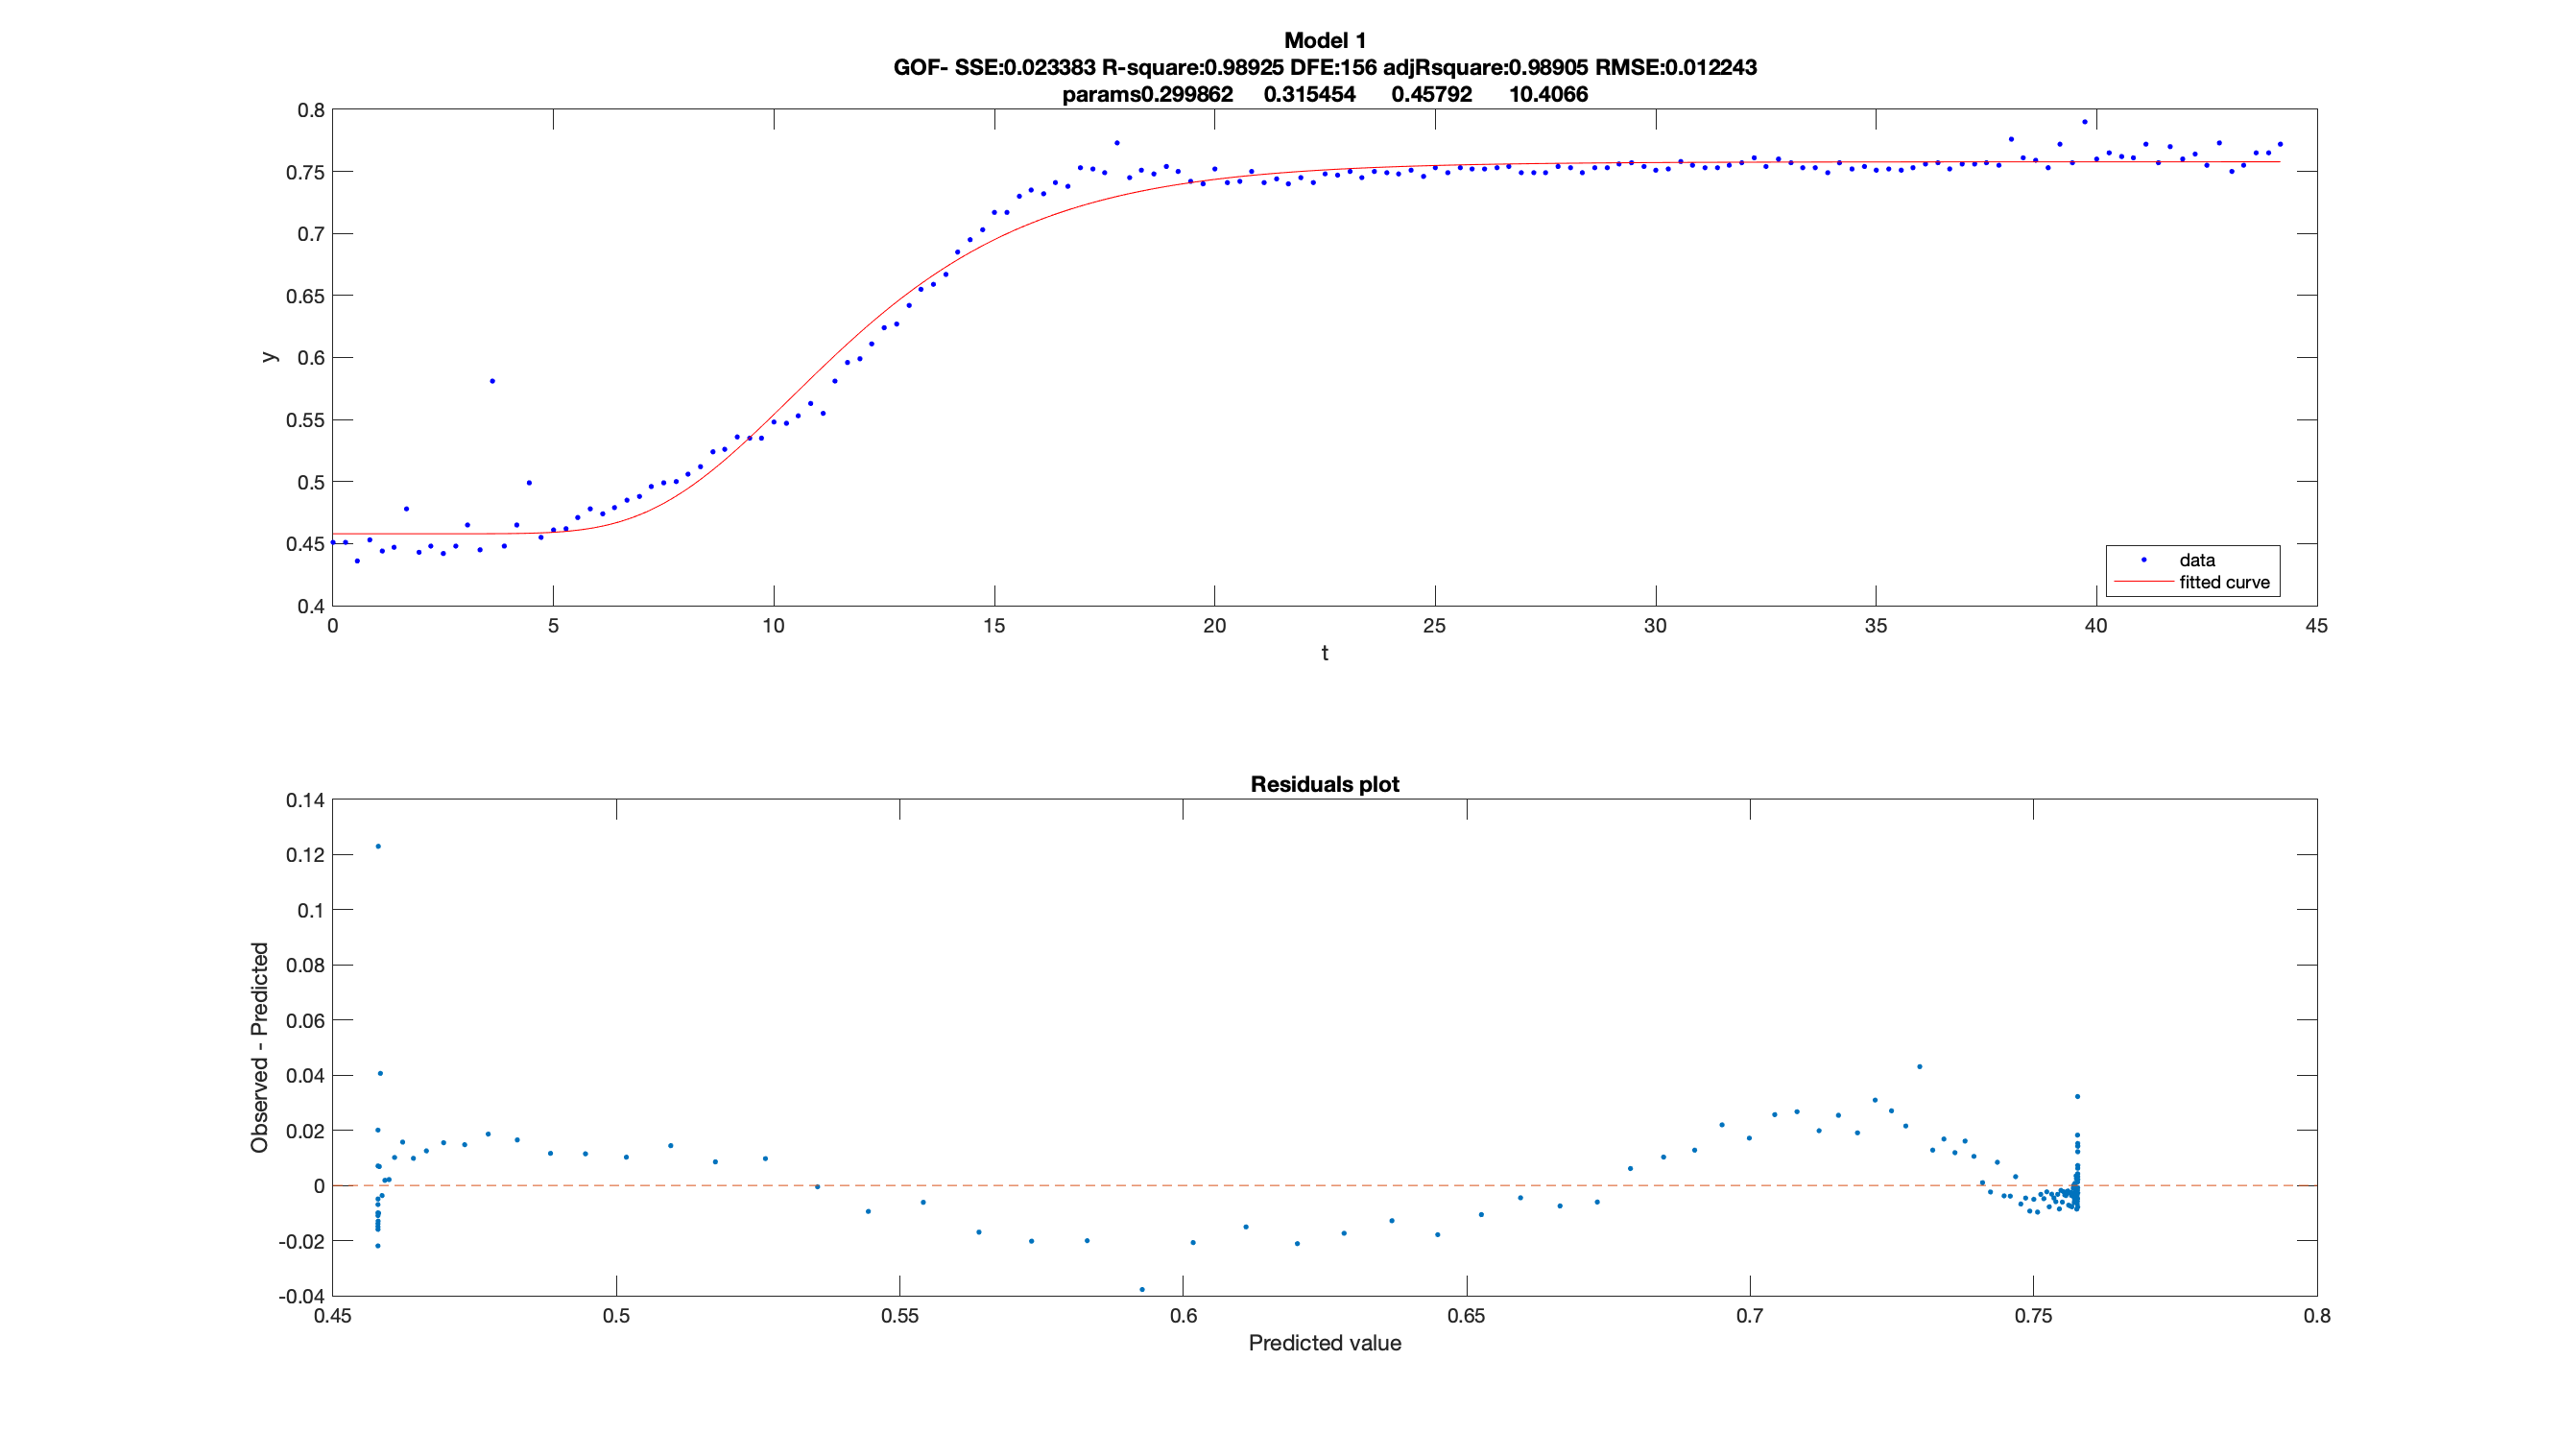 Model 1
GOF- SSE:0.023383 R-square:0.98925 DFE:156 adjRsquare:0.98905 RMSE:0.012243
params0.299862 0.315454 0.45792 10.4066
0.8
0.75
0.7
0.65
0.6
0.55
0.5
0.45
0.4
y
0 5 10 15 20 25 30 35 40 45
t
data
fitted curve
Residuals plot
0.14
0.12
0.1
0.08
0.06
0.04
0.02
0
-0.02
-0.04
Observed - Predicted
0.45 0.5 0.55 0.6 0.65 0.7 0.75 0.8
Predicted value